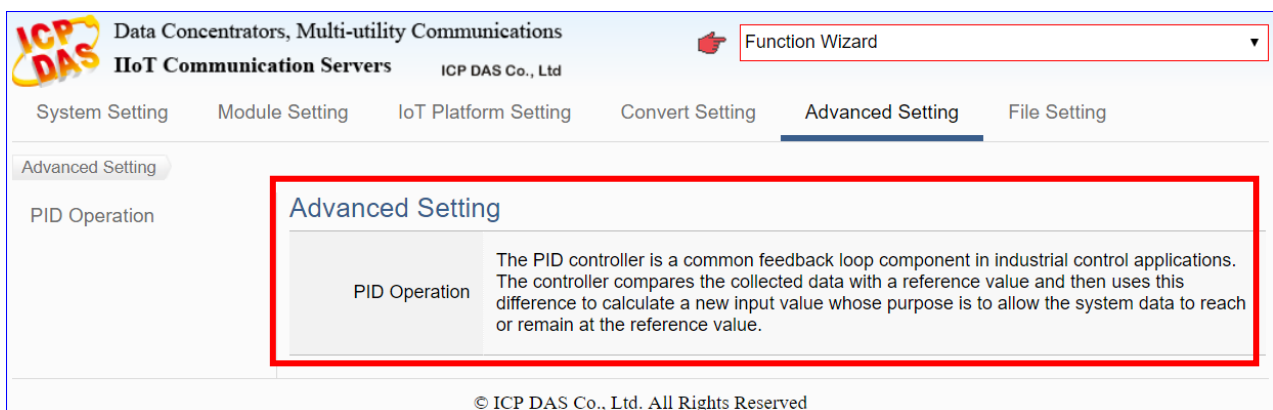 ICP DAS
Data Concentrators, Multi-utility Communications
IIoT Communication Servers ICP DAS Co., Ltd
Function Wizard
System Setting Module Setting IoT Platform Setting Convert Setting Advanced Setting File Setting
Advanced Setting
PID Operation
Advanced Setting
PID Operation
The PID controller is a common feedback loop component in industrial control applications.
The controller compares the collected data with a reference value and then uses this
difference to calculate a new input value whose purpose is to allow the system data to reach
or remain at the reference value.
© ICP DAS Co., Ltd. All Rights Reserved